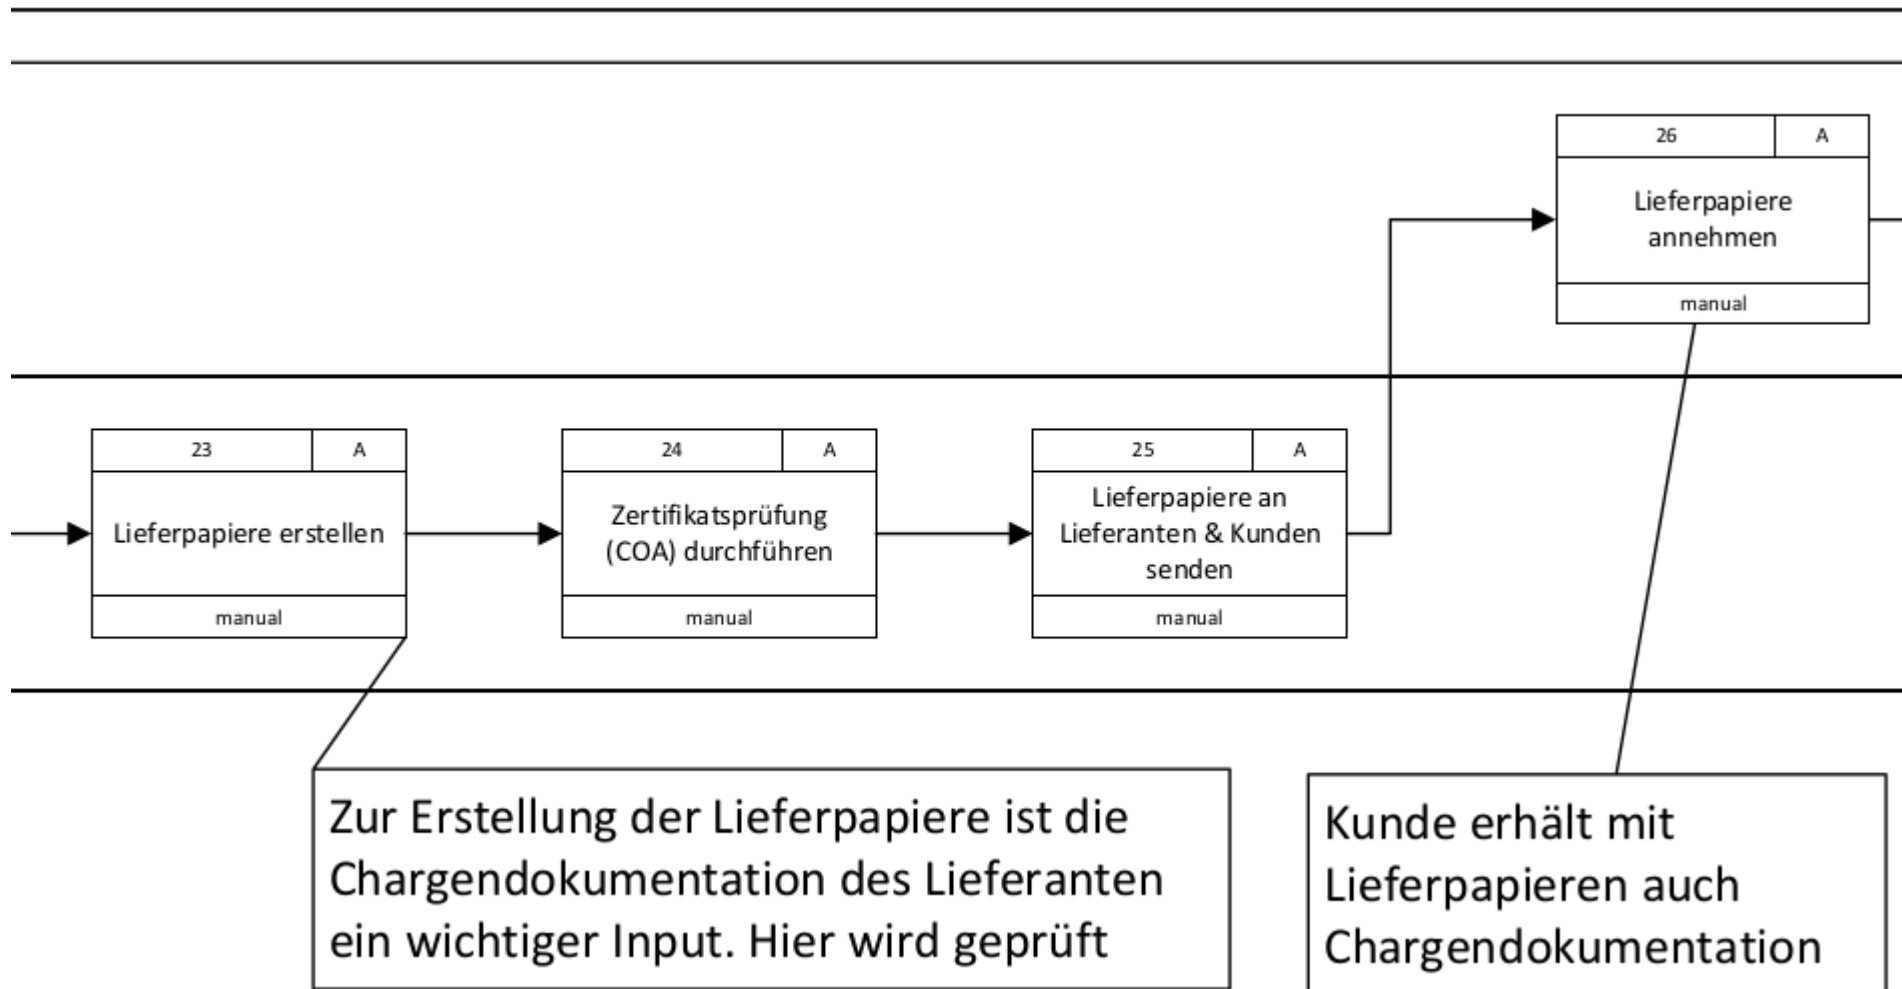 26 A
Lieferpapiere
annehmen
manual
23 A
Lieferpapiere erstellen
manual
24 A
Zertifikatsprüfung
(COA) durchführen
manual
25 A
Lieferpapiere an
Lieferanten & Kunden
senden
manual
Zur Erstellung der Lieferpapiere ist die
Chargendokumentation des Lieferanten
ein wichtiger Input. Hier wird geprüft
Kunde erhält mit
Lieferpapieren auch
Chargendokumentation